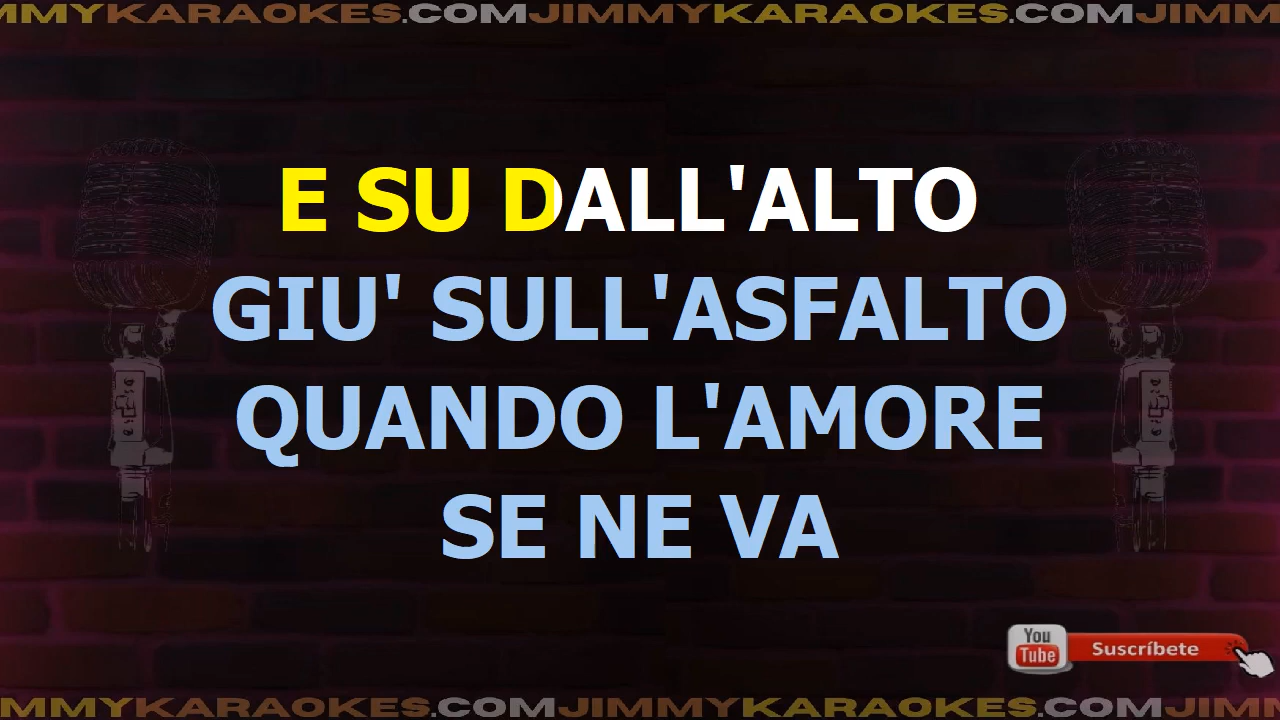 JIMMYKARAOKES.COMJIMMYKARAOKES.COMJIMM
E SU DALL'ALTO
GIU' SULL'ASFALTO
QUANDO L'AMORE
SE NE VA
You
Tube
Suscríbete
MMYKARAOKES.COMJIMMYKARAOKES.COMJIMM